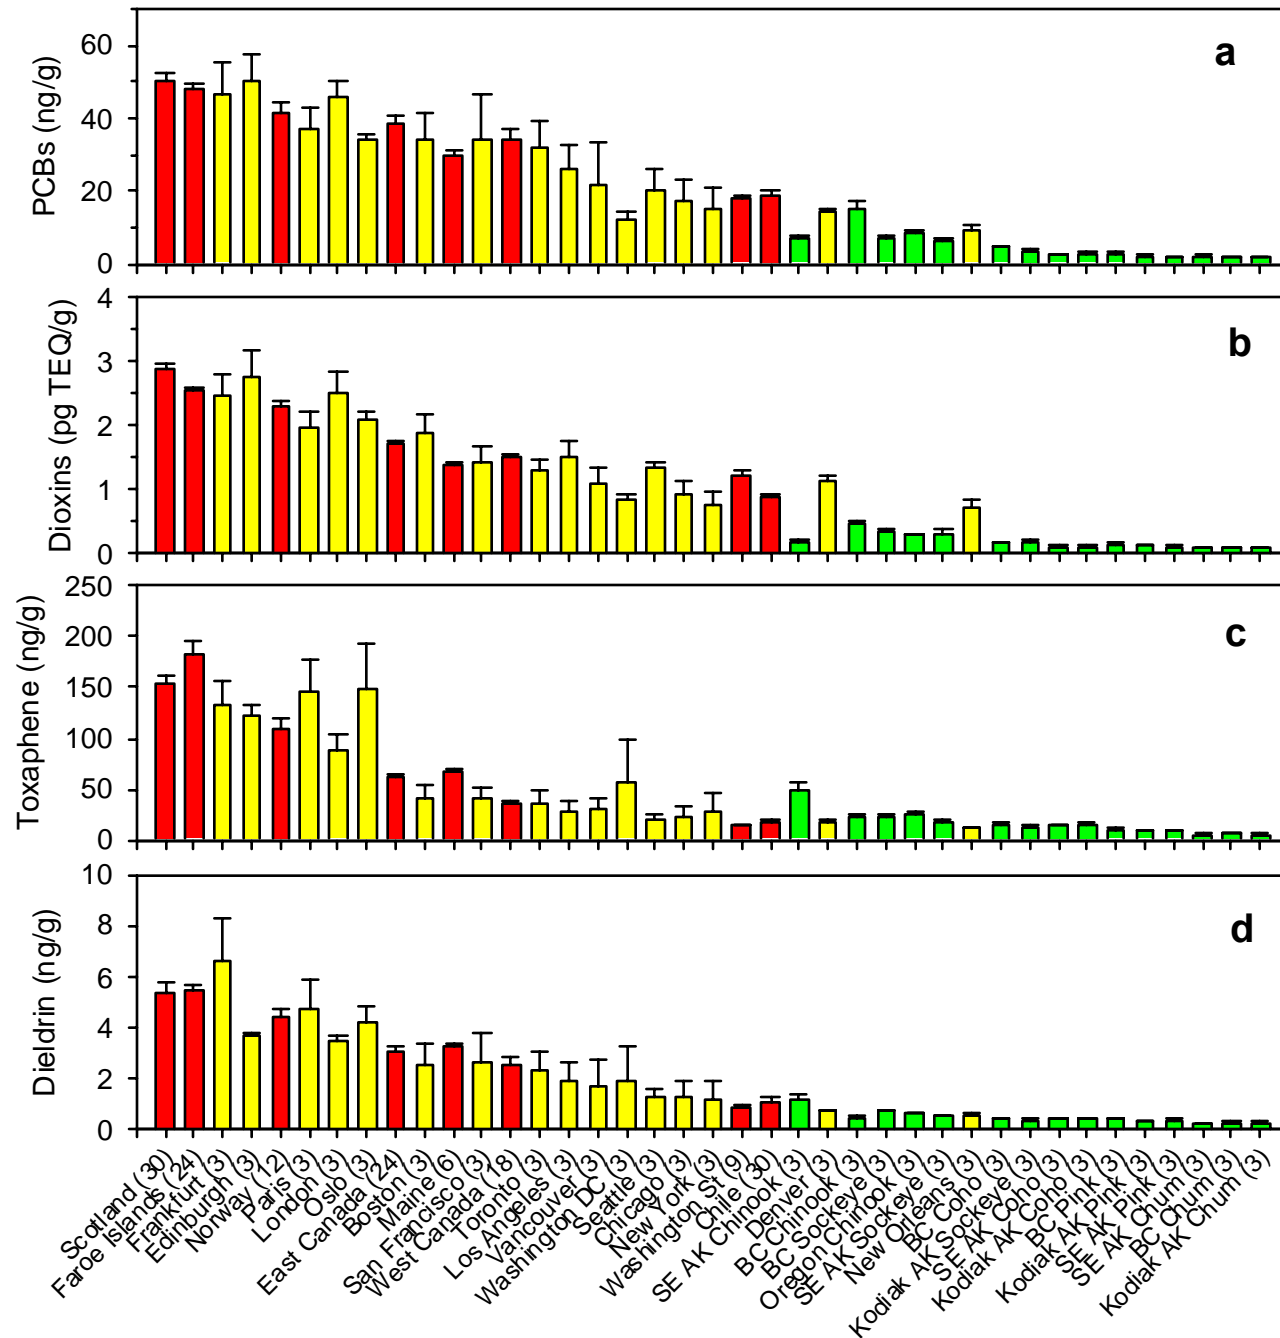 a
PCBs (ng/g)
60
40
20
0
b
Dioxins (pg TEQ/g)
4
3
2
1
0
c
Toxaphene (ng/g)
250
200
150
100
50
0
d
Dieldrin (ng/g)
10
8
6
4
2
0
Scotland (30)
Faroe Islands (24)
Frankfurt (3)
Edinburgh (3)
Norway (12)
Paris (3)
London (3)
Oslo (3)
East Canada (24)
Boston (3)
Maine (6)
San Francisco (3)
West Canada (18)
Toronto (3)
Los Angeles (3)
Vancouver (3)
Washington DC (3)
Seattle (3)
Chicago (3)
New York (3)
Washington St (9)
Chile (30)
SE AK Chinook (3)
Denver (3)
BC Chinook (3)
BC Sockeye (3)
Oregon Chinook (3)
SE AK Sockeye (3)
New Orleans (3)
BC Coho (3)
Kodiak AK Sockeye (3)
SE AK Coho (3)
Kodiak AK Coho (3)
BC Pink (3)
Kodiak AK Pink (3)
SE AK Pink (3)
SE AK Chum (3)
BC Chum (3)
Kodiak AK Chum (3)